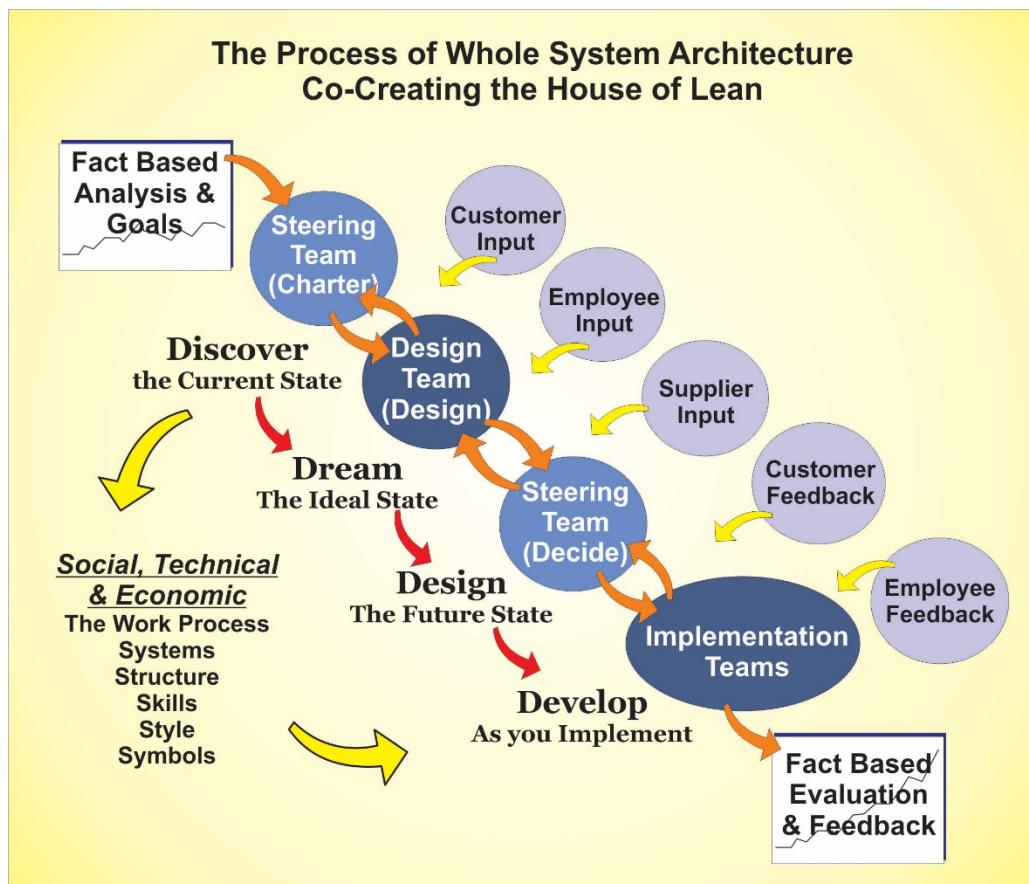 The Process of Whole System Architecture
Co-Creating the House of Lean
Fact Based
Analysis &
Goals
Steering
Team
(Charter)
Customer
Input
Employee
Input
Design
Team
(Design)
Discover
the Current State
Supplier
Input
Dream
The Ideal State
Steering
Team
(Decide)
Customer
Feedback
Design
The Future State
Employee
Feedback
Social, Technical
& Economic
The Work Process
Systems
Structure
Skills
Style
Symbols
Implementation
Teams
Develop
As you Implement
Fact Based
Evaluation
& Feedback